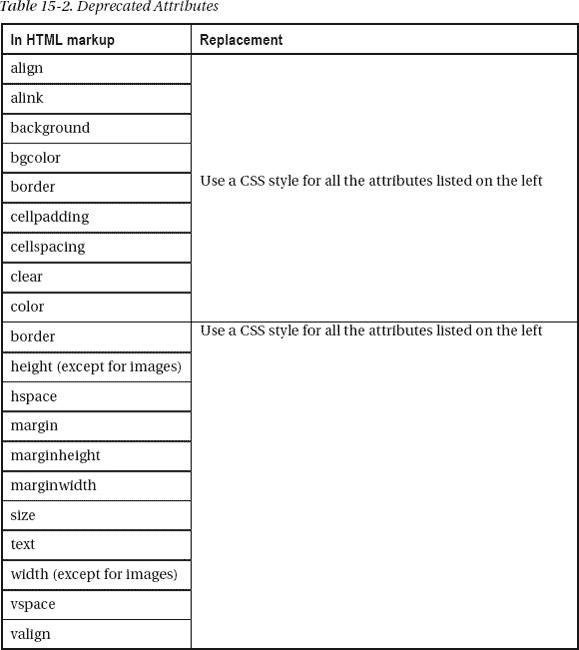 Table 15-2. Deprecated Attributes
In HTML markup Replacement
align
alink
background
bgcolor
border
Use a CSS style for all the attributes listed on the left
cellpadding
cellspacing
clear
color
border
Use a CSS style for all the attributes listed on the left
height (except for images)
hspace
margin
marginheight
marginwidth
size
text
width (except for images)
vspace
valign